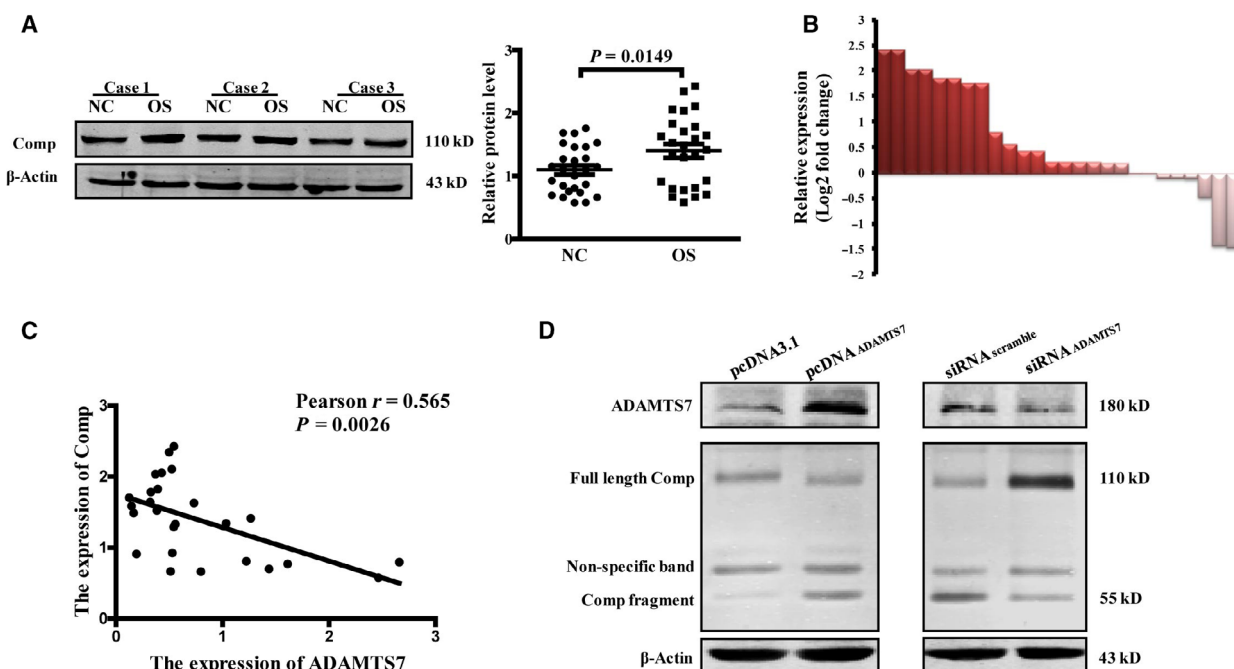 A
Case 1 Case 2 Case 3
NC OS NC OS NC OS
Comp 110 kD
β-Actin 43 kD
Relative protein level
3
2
1
0
P = 0.0149
NC OS
B
Relative expression
(Log2 fold change)
3
2.5
2
1.5
1
0.5
0
−0.5
−1
−1.5
−2
C
The expression of Comp
3
2
1
0
Pearson r = 0.565
P = 0.0026
0 1 2 3
The expression of ADAMTS7
D
pcDNA3.1 pcDNA ADAMTS7 siRNA scramble siRNA ADAMTS7
ADAMTS7 180 kD
Full length Comp 110 kD
Non-specific band
Comp fragment 55 kD
β-Actin 43 kD